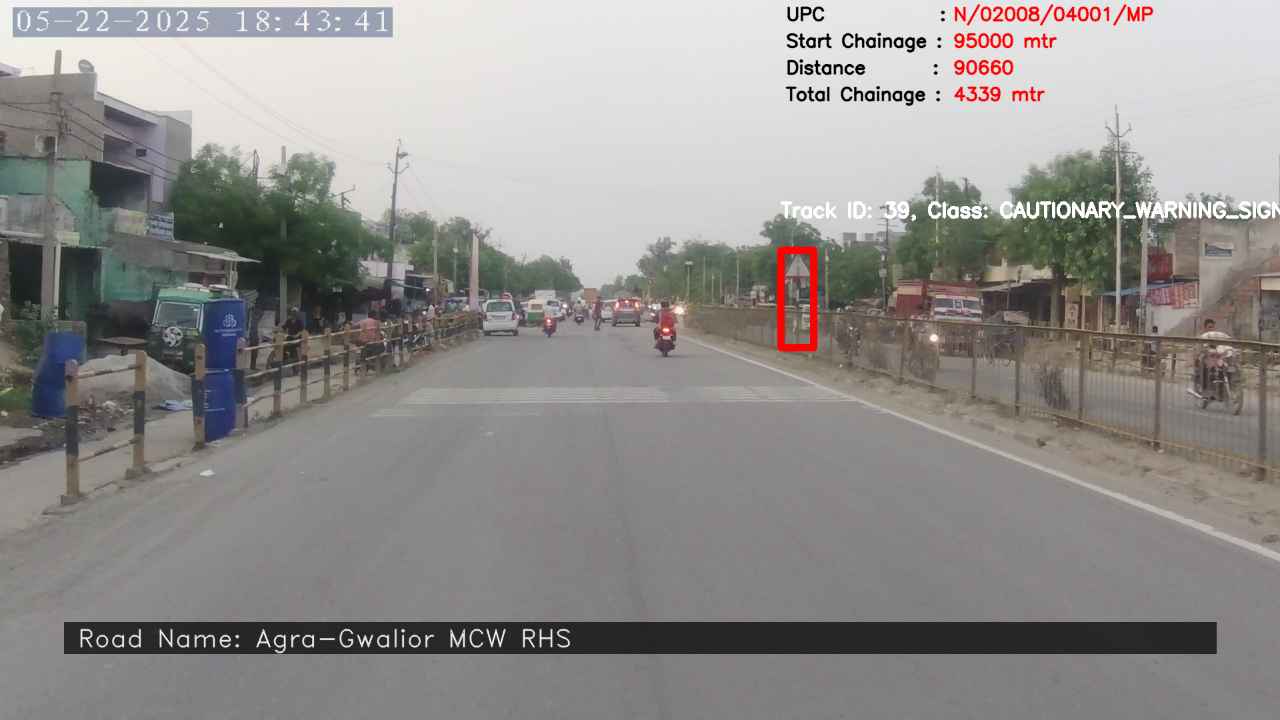 05-22-2025 18:43:41
UPC : N/02008/04001/MP
Start Chainage : 95000 mtr
Distance : 90660
Total Chainage : 4339 mtr
Track ID: 39, Class: CAUTIONARY_WARNING_SIGN
Road Name: Agra-Gwalior MCW RHS